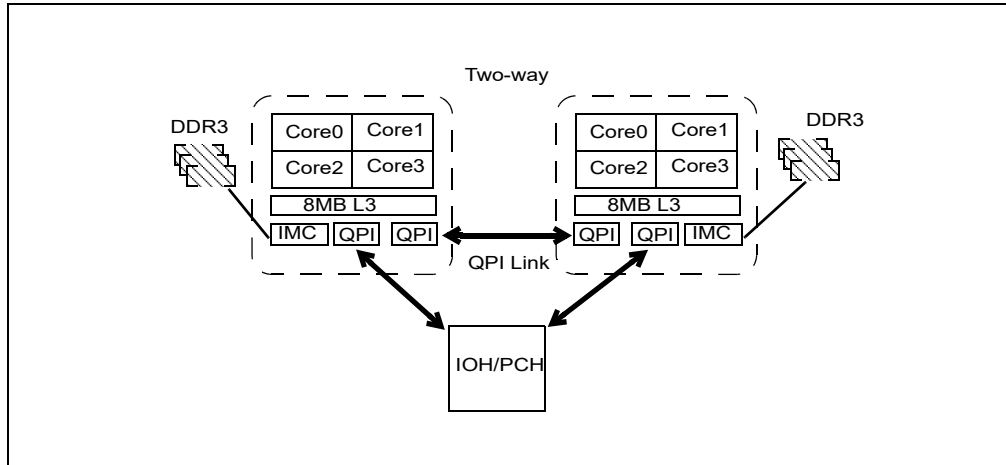 Two-way
DDR3
Core0 Core1
Core2 Core3
8MB L3
IMC QPI QPI
DDR3
Core0 Core1
Core2 Core3
8MB L3
QPI QPI IMC
QPI Link
IOH/PCH